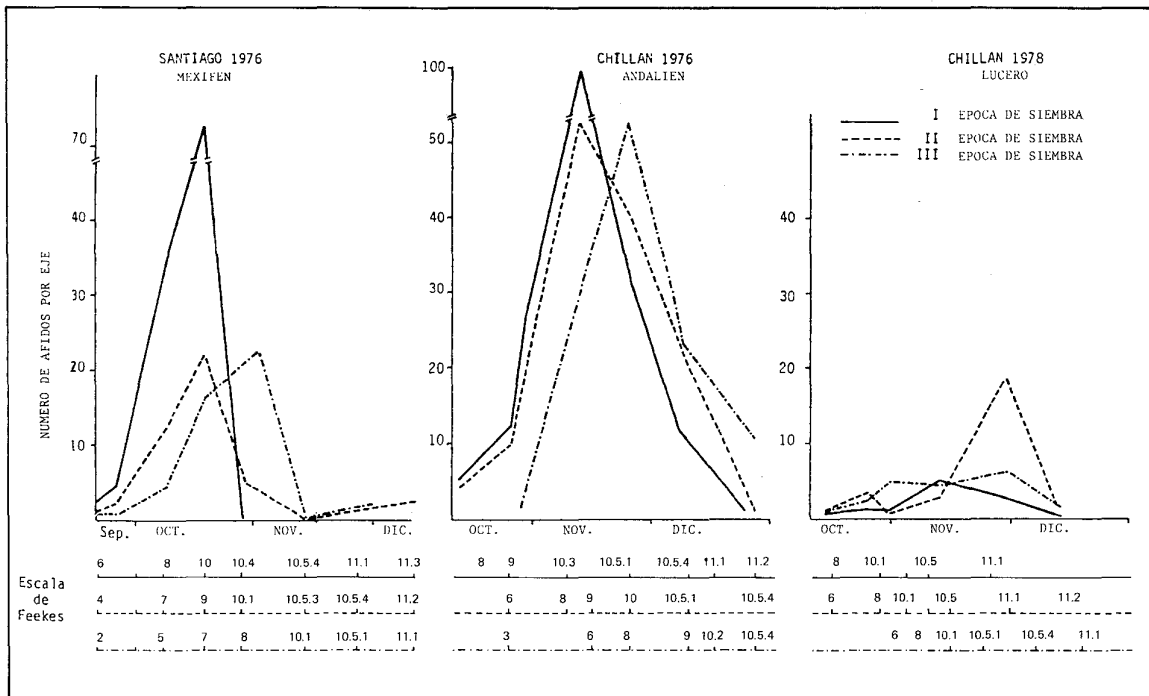 SANTIAGO 1976
MEXIFEN
CHILLAN 1976
ANDALIEN
CHILLAN 1978
LUCERO
I EPOCA DE SIEMBRA
II EPOCA DE SIEMBRA
III EPOCA DE SIEMBRA
NUMERO DE AFIDOS POR EJE
70
40
30
20
10
100
50
40
30
20
10
40
30
20
10
Sep. OCT. NOV. DIC.
OCT. NOV. DIC.
OCT. NOV. DIC.
Escala
de
Feekes
6 8 10 10.4 10.5.4 11.1 11.3
4 7 9 10.1 10.5.3 10.5.4 11.2
2 5 7 8 10.1 10.5.1 11.1
8 9 10.3 10.5.1 10.5.4 11.1 11.2
6 8 9 10 10.5.1 10.5.4
3 6 8 9 10.2 10.5.4
8 10.1 10.5 11.1
6 8 10.1 10.5 11.1 11.2
6 8 10.1 10.5.1 10.5.4 11.1